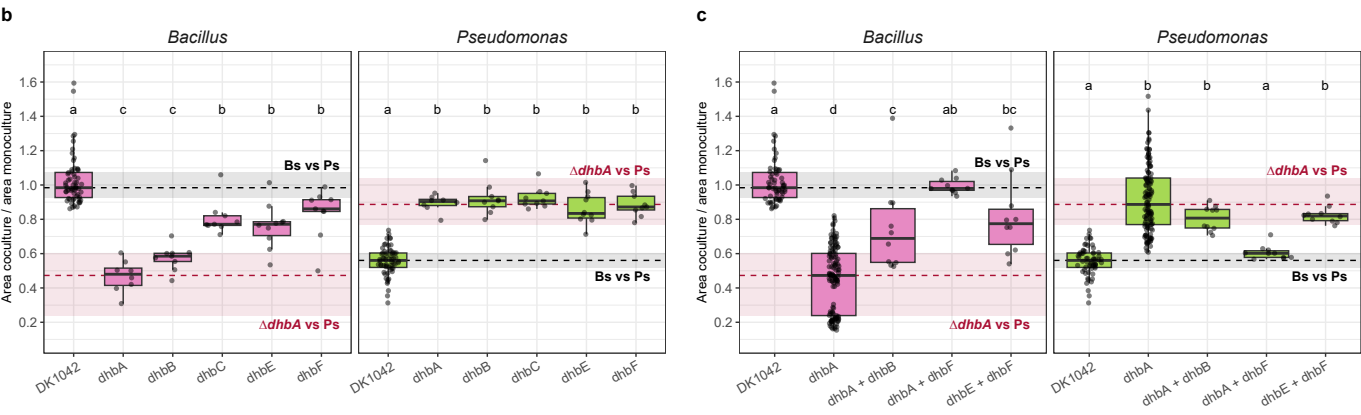 b
Bacillus
Pseudomonas
Area coculture / area monoculture
1.6
1.4
1.2
1.0
0.8
0.6
0.4
0.2
a c c b b b
a b b b b b
Bs vs Ps
ΔdhbA vs Ps
ΔdhbA vs Ps
Bs vs Ps
DK1042 dhbA dhbB dhbC dhbE dhbF
DK1042 dhbA dhbB dhbC dhbE dhbF
c
Bacillus
Pseudomonas
Area coculture / area monoculture
1.6
1.4
1.2
1.0
0.8
0.6
0.4
0.2
a d c ab bc
a b b a b
Bs vs Ps
ΔdhbA vs Ps
ΔdhbA vs Ps
Bs vs Ps
DK1042 dhbA dhbA + dhbB dhbA + dhbF dhbE + dhbF
DK1042 dhbA dhbA + dhbB dhbA + dhbF dhbE + dhbF